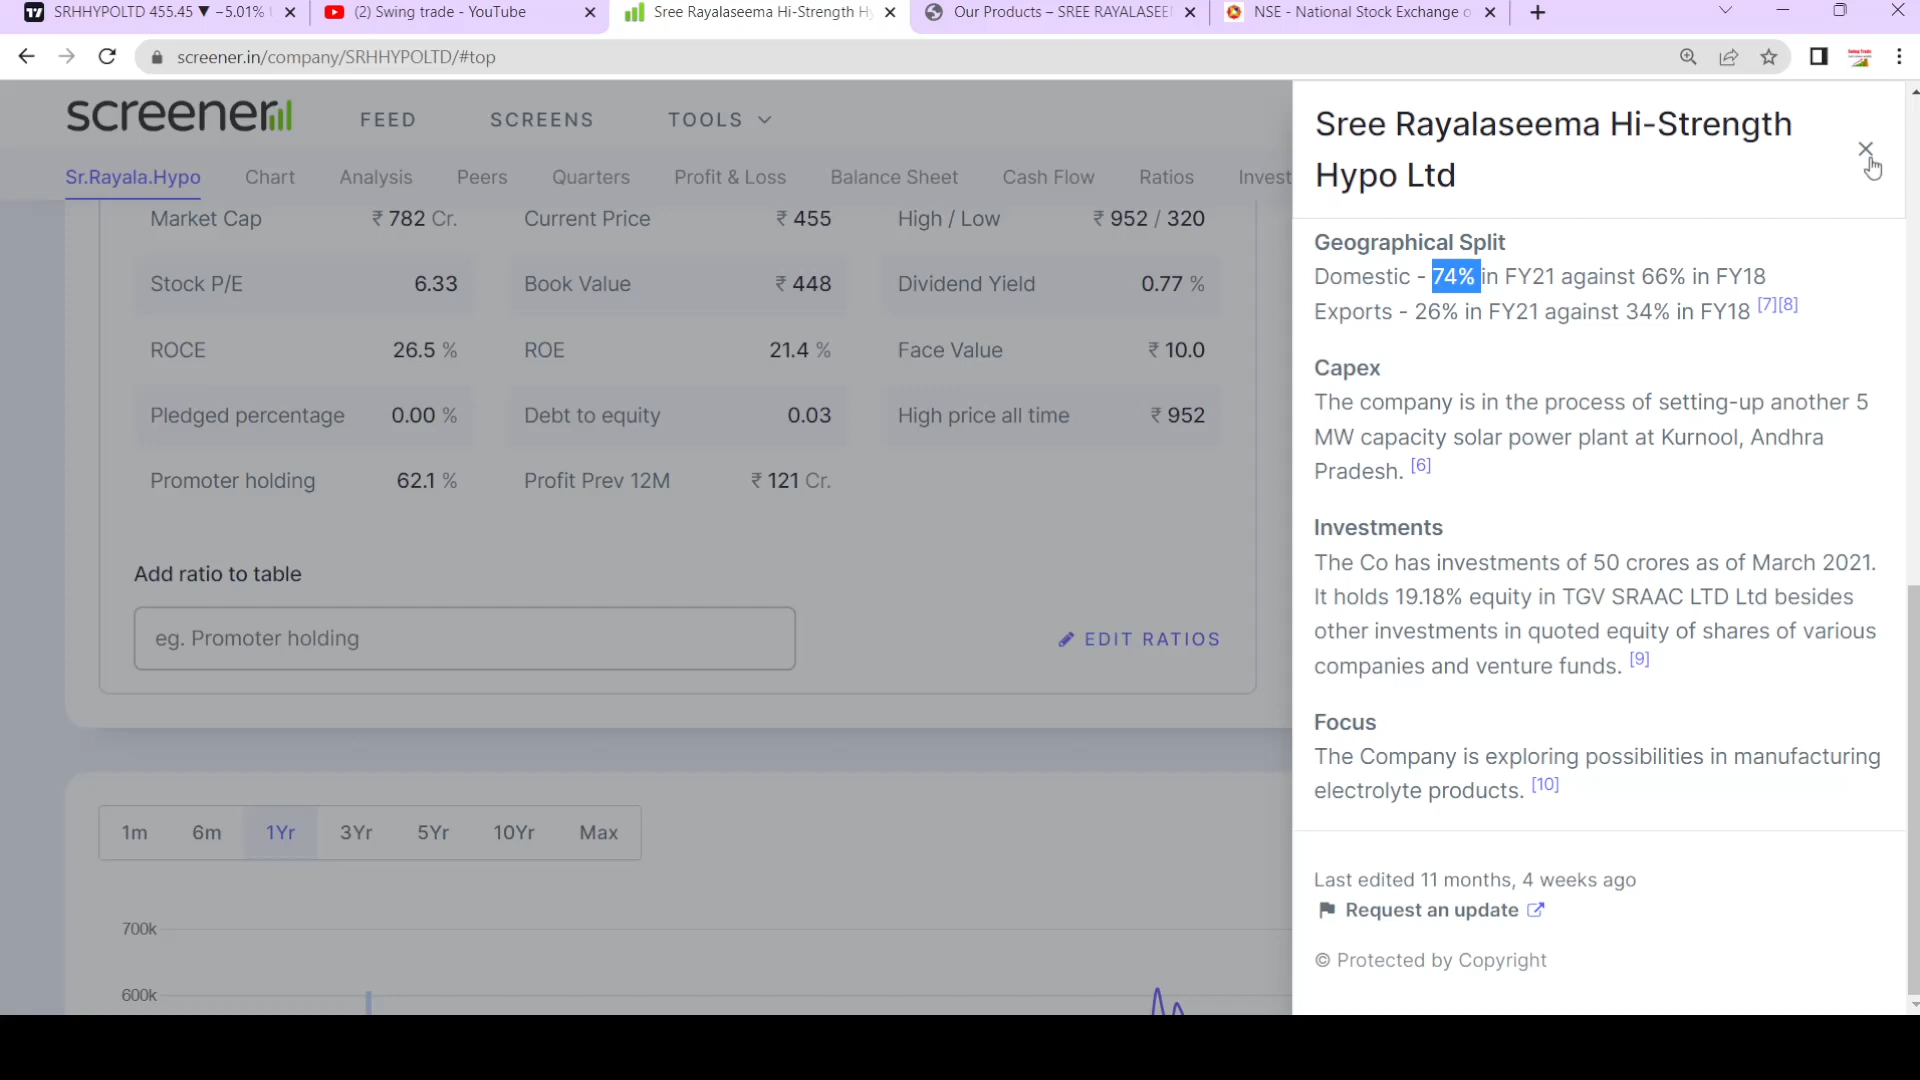 SRHHYPOLTD 455.45 ▼ −5.01%
(2) Swing trade - YouTube
Sree Rayalaseema Hi-Strength H
Our Products – SREE RAYALASEE
NSE - National Stock Exchange o
screener.in/company/SRHHYPOLTD/#top
screener
FEED
SCREENS
TOOLS
Sr.Rayala.Hypo
Chart
Analysis
Peers
Quarters
Profit & Loss
Balance Sheet
Cash Flow
Ratios
Invest
Market Cap ₹ 782 Cr.
Current Price ₹ 455
High / Low ₹ 952 / 320
Stock P/E 6.33
Book Value ₹ 448
Dividend Yield 0.77 %
ROCE 26.5 %
ROE 21.4 %
Face Value ₹ 10.0
Pledged percentage 0.00 %
Debt to equity 0.03
High price all time ₹ 952
Promoter holding 62.1 %
Profit Prev 12M ₹ 121 Cr.
Add ratio to table
eg. Promoter holding
EDIT RATIOS
1m 6m 1Yr 3Yr 5Yr 10Yr Max
700k
600k
Sree Rayalaseema Hi-Strength
Hypo Ltd
Geographical Split
Domestic - 74% in FY21 against 66% in FY18
Exports - 26% in FY21 against 34% in FY18 [7][8]
Capex
The company is in the process of setting-up another 5
MW capacity solar power plant at Kurnool, Andhra
Pradesh. [6]
Investments
The Co has investments of 50 crores as of March 2021.
It holds 19.18% equity in TGV SRAAC LTD Ltd besides
other investments in quoted equity of shares of various
companies and venture funds. [9]
Focus
The Company is exploring possibilities in manufacturing
electrolyte products. [10]
Last edited 11 months, 4 weeks ago
Request an update
© Protected by Copyright